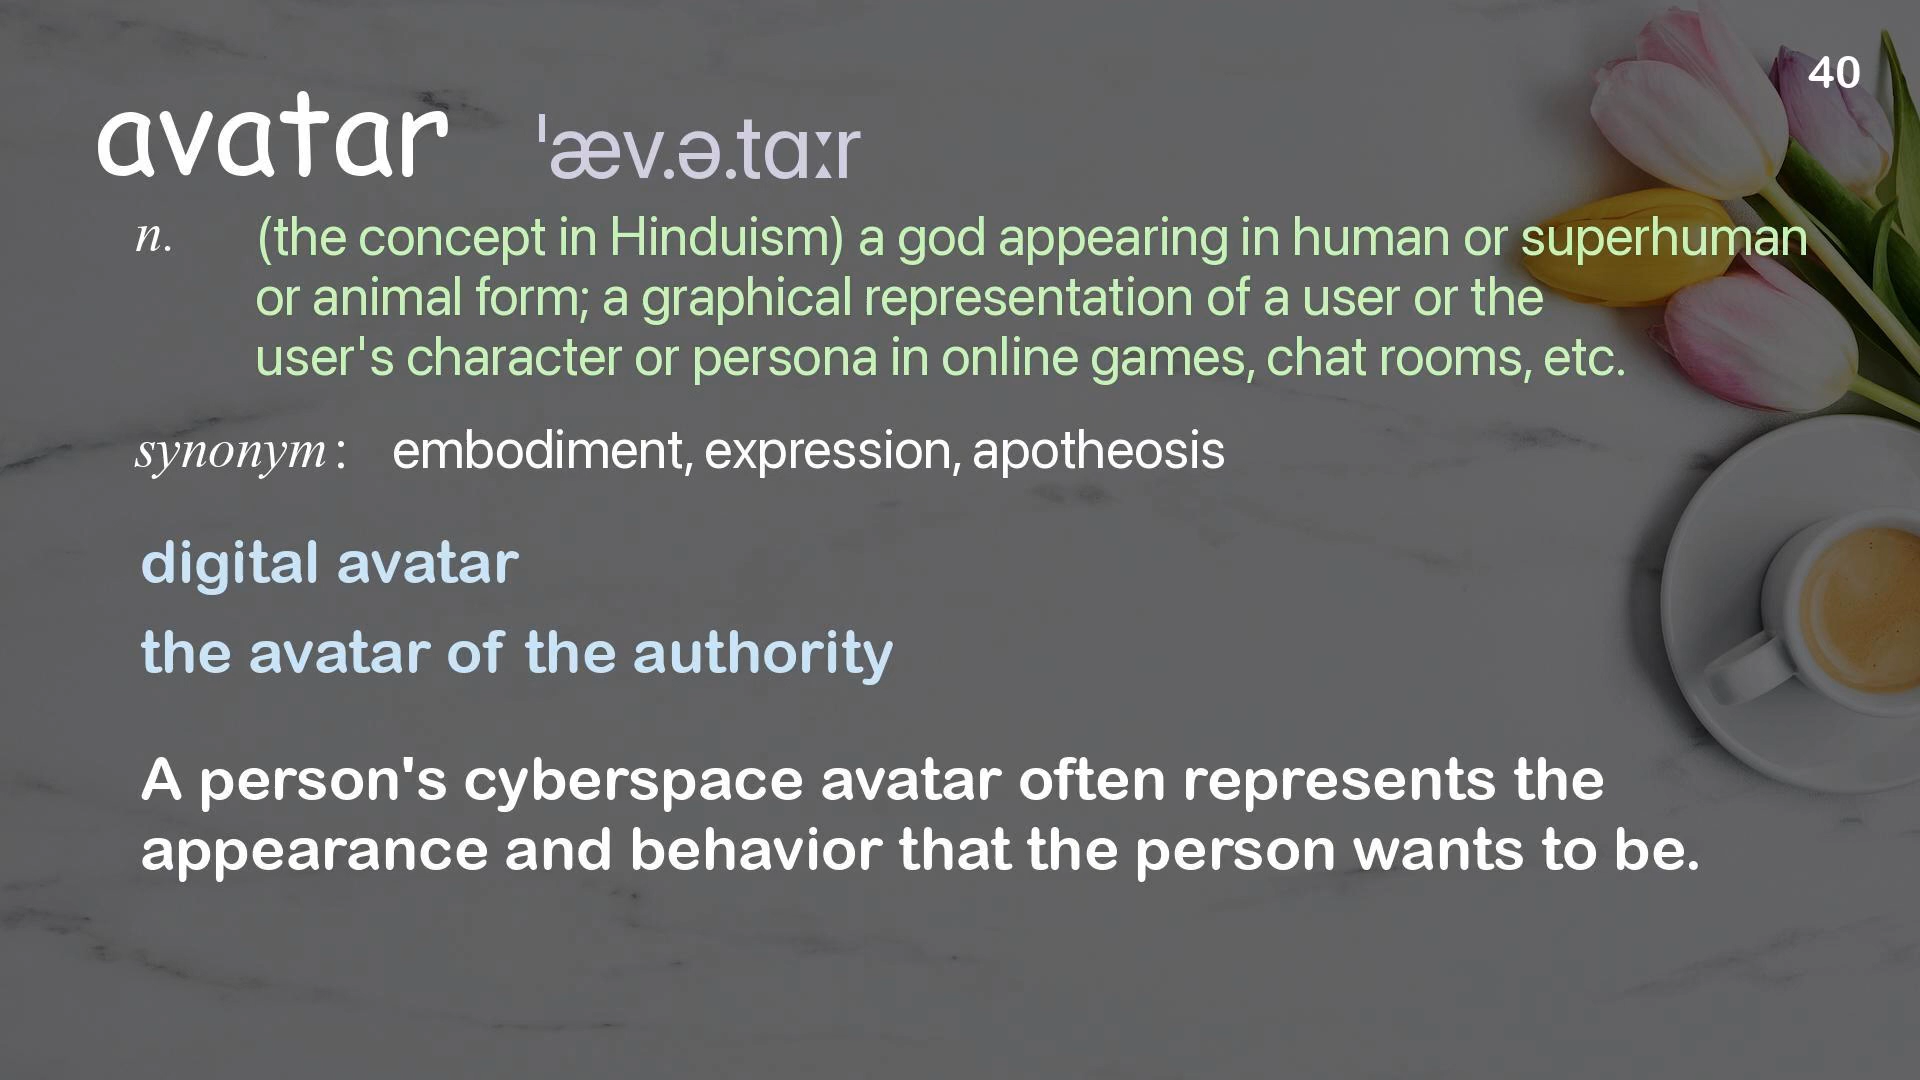 40
avatar ˈæv.ə.tɑːr
n. (the concept in Hinduism) a god appearing in human or superhuman
or animal form; a graphical representation of a user or the
user's character or persona in online games, chat rooms, etc.
synonym: embodiment, expression, apotheosis
digital avatar
the avatar of the authority
A person's cyberspace avatar often represents the
appearance and behavior that the person wants to be.